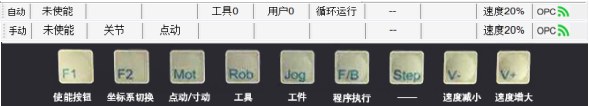 自动 未使能 工具0 用户0 循环运行 -- 速度20% OPC
手动 未使能 关节 点动 -- 速度20% OPC
F1 F2 Mot Rob Jog F/B Step V- V+
使能按钮 坐标系切换 点动/寸动 工具 工件 程序执行 —— 速度减小 速度增大